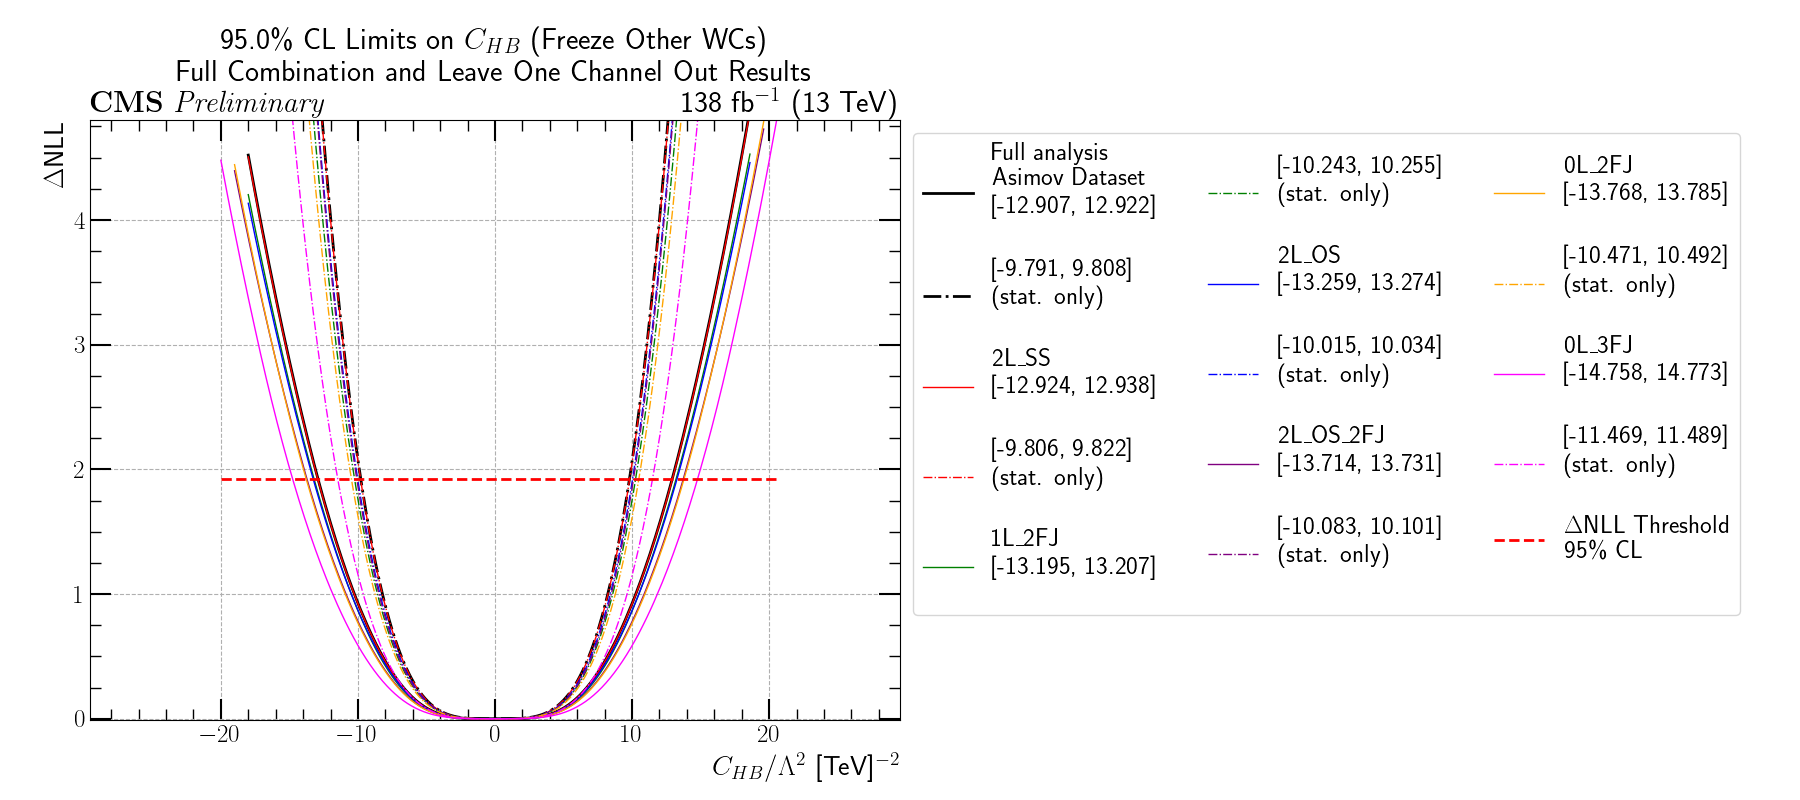 95.0% CL Limits on C_{HB} (Freeze Other WCs)
Full Combination and Leave One Channel Out Results
CMS Preliminary
138 fb^{−1} (13 TeV)
ΔNLL
4
3
2
1
0
−20
−10
0
10
20
C_{HB}/Λ^2 [TeV]^{−2}
Full analysis
Asimov Dataset
[-12.907, 12.922]
[-9.791, 9.808]
(stat. only)
2L_SS
[-12.924, 12.938]
[-9.806, 9.822]
(stat. only)
1L_2FJ
[-13.195, 13.207]
[-10.243, 10.255]
(stat. only)
2L_OS
[-13.259, 13.274]
[-10.015, 10.034]
(stat. only)
2L_OS_2FJ
[-13.714, 13.731]
[-10.083, 10.101]
(stat. only)
0L_2FJ
[-13.768, 13.785]
[-10.471, 10.492]
(stat. only)
0L_3FJ
[-14.758, 14.773]
[-11.469, 11.489]
(stat. only)
ΔNLL Threshold
95% CL